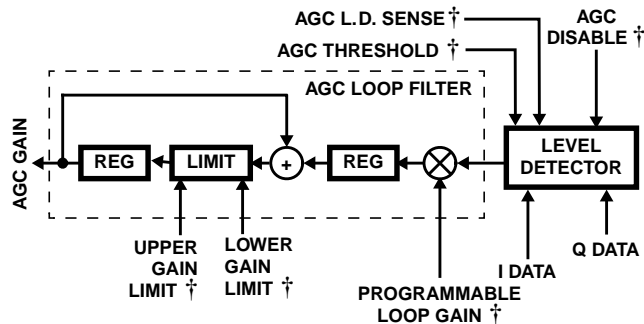 AGC L.D. SENSE †
AGC THRESHOLD †
AGC
DISABLE †
AGC LOOP FILTER
AGC GAIN
REG
LIMIT
+
REG
LEVEL
DETECTOR
UPPER
GAIN
LIMIT †
LOWER
GAIN
LIMIT †
PROGRAMMABLE
LOOP GAIN †
I DATA
Q DATA